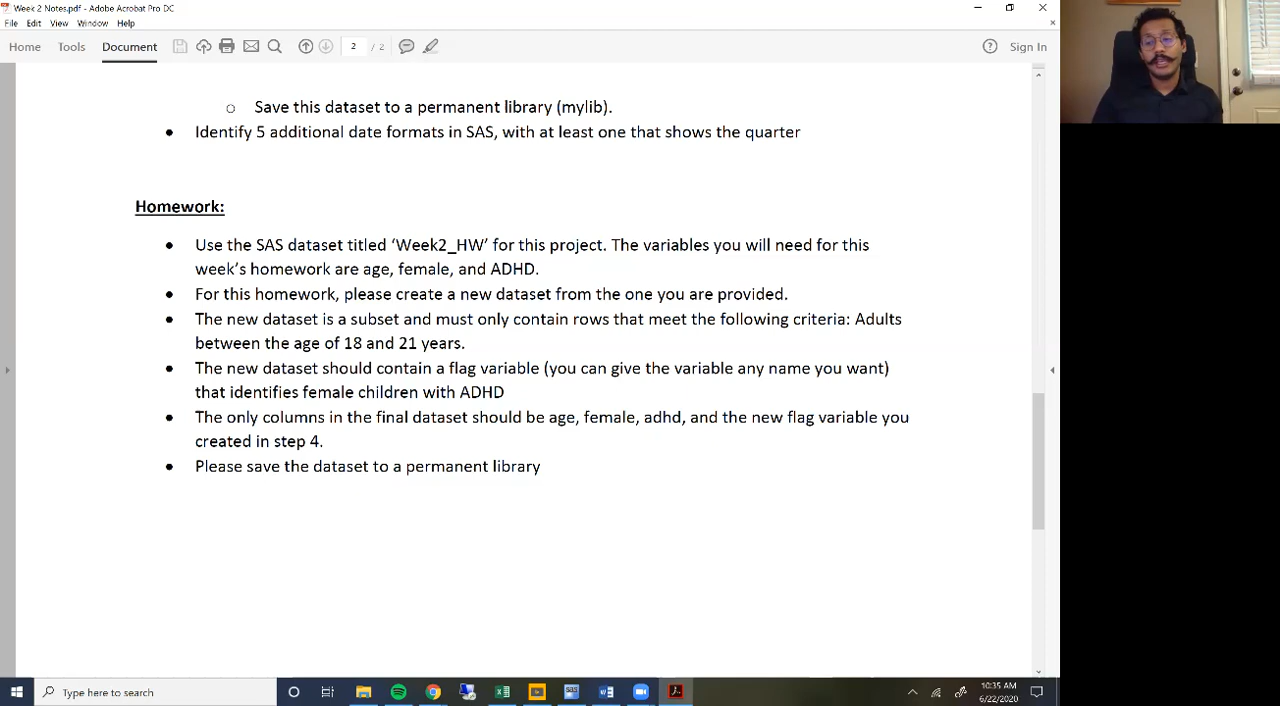 Week 2 Notes.pdf - Adobe Acrobat Pro DC
File Edit View Window Help
Home Tools Document 2 / 2 Sign In
o Save this dataset to a permanent library (mylib).
• Identify 5 additional date formats in SAS, with at least one that shows the quarter
Homework:
• Use the SAS dataset titled ‘Week2_HW’ for this project. The variables you will need for this
week’s homework are age, female, and ADHD.
• For this homework, please create a new dataset from the one you are provided.
• The new dataset is a subset and must only contain rows that meet the following criteria: Adults
between the age of 18 and 21 years.
• The new dataset should contain a flag variable (you can give the variable any name you want)
that identifies female children with ADHD
• The only columns in the final dataset should be age, female, adhd, and the new flag variable you
created in step 4.
• Please save the dataset to a permanent library
Type here to search
10:35 AM
6/22/2020